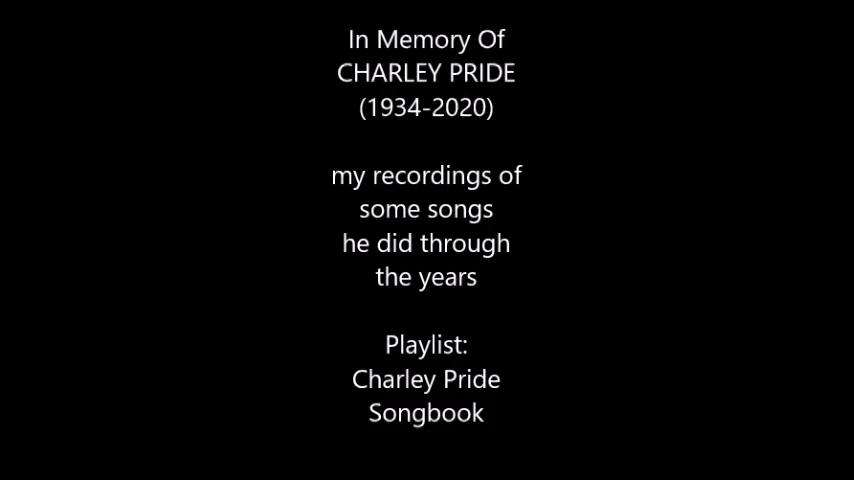 In Memory Of
CHARLEY PRIDE
(1934-2020)
my recordings of
some songs
he did through
the years
Playlist:
Charley Pride
Songbook